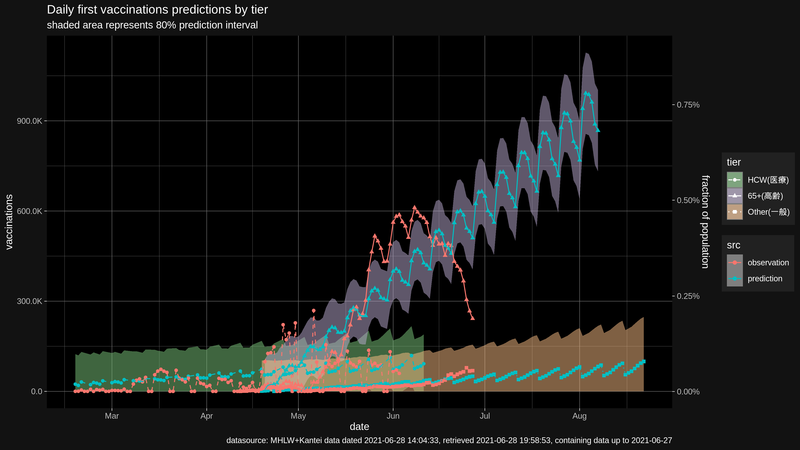 Daily first vaccinations predictions by tier
shaded area represents 80% prediction interval
vaccinations
900.0K
600.0K
300.0K
0.0
Mar
Apr
May
Jun
Jul
Aug
date
0.75%
0.50%
0.25%
0.00%
fraction of population
tier
HCW(医療)
65+(高齢)
Other(一般)
src
observation
prediction
datasource: MHLW+Kantei data dated 2021-06-28 14:04:33, retrieved 2021-06-28 19:58:53, containing data up to 2021-06-27